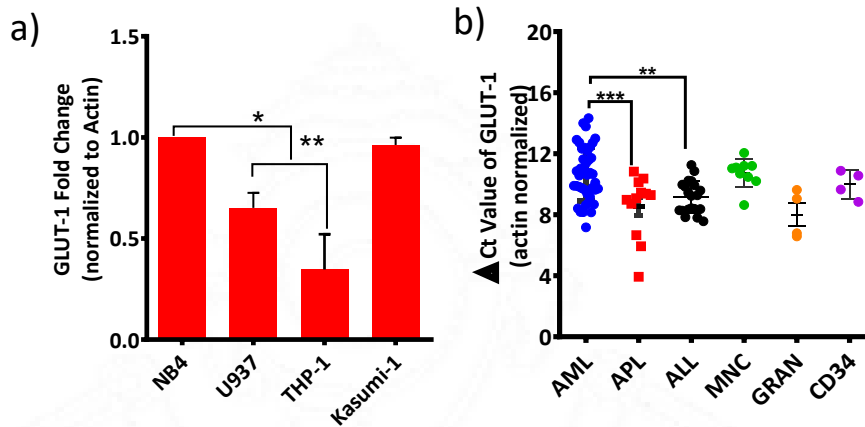 a)
GLUT-1 Fold Change
(normalized to Actin)
1.5
1.0
0.5
0.0
*
**
NB4
U937
THP-1
Kasumi-1
b)
▲Ct Value of GLUT-1
(actin normalized)
20
16
12
8
4
0
**
***
AML
APL
ALL
MNC
GRAN
CD34